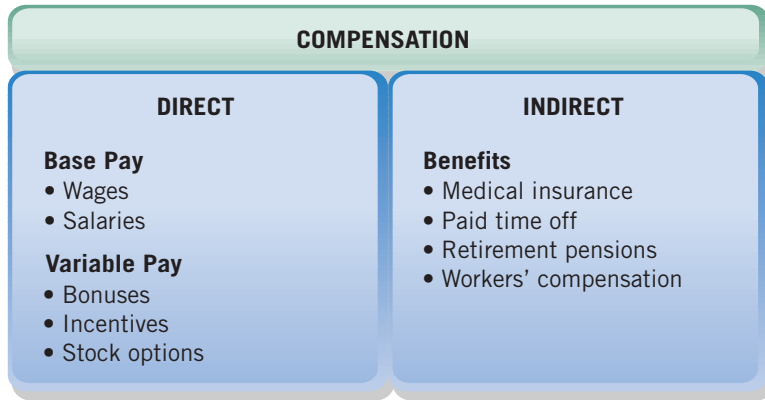 COMPENSATION
DIRECT
Base Pay
• Wages
• Salaries
Variable Pay
• Bonuses
• Incentives
• Stock options
INDIRECT
Benefits
• Medical insurance
• Paid time off
• Retirement pensions
• Workers’ compensation